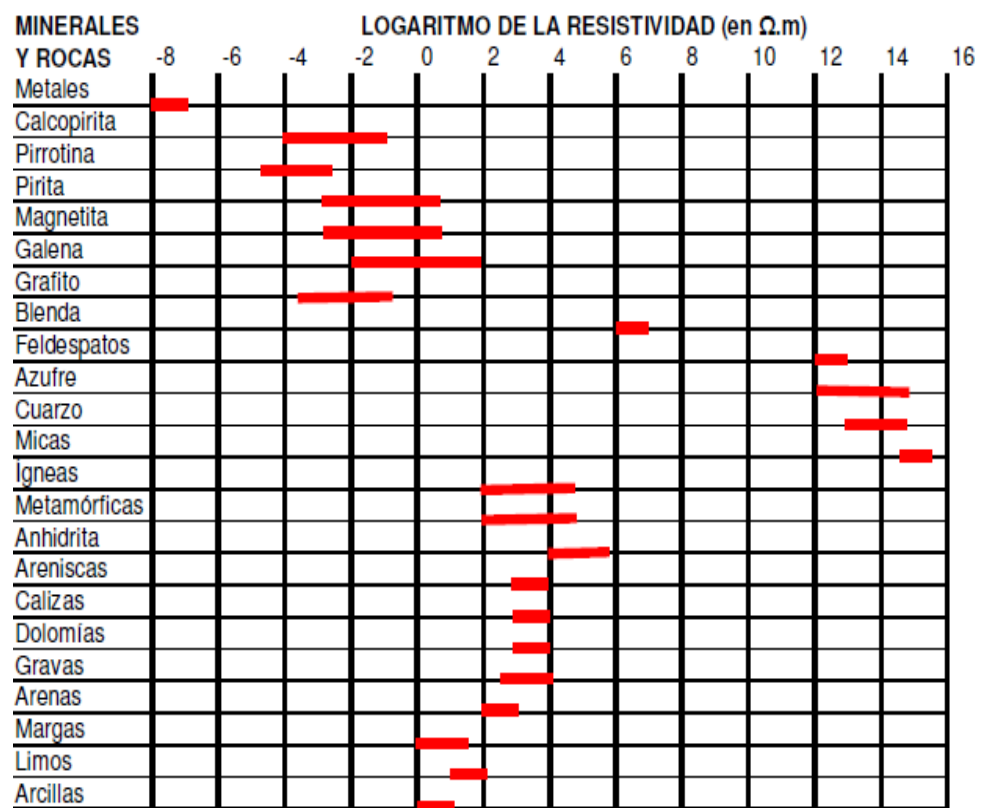 MINERALES LOGARITMO DE LA RESISTIVIDAD (en Ω.m)
Y ROCAS -8 -6 -4 -2 0 2 4 6 8 10 12 14 16
Metales
Calcopirita
Pirrotina
Pirita
Magnetita
Galena
Grafito
Blenda
Feldespatos
Azufre
Cuarzo
Micas
Ígneas
Metamórficas
Anhidrita
Areniscas
Calizas
Dolomías
Gravas
Arenas
Margas
Limos
Arcillas